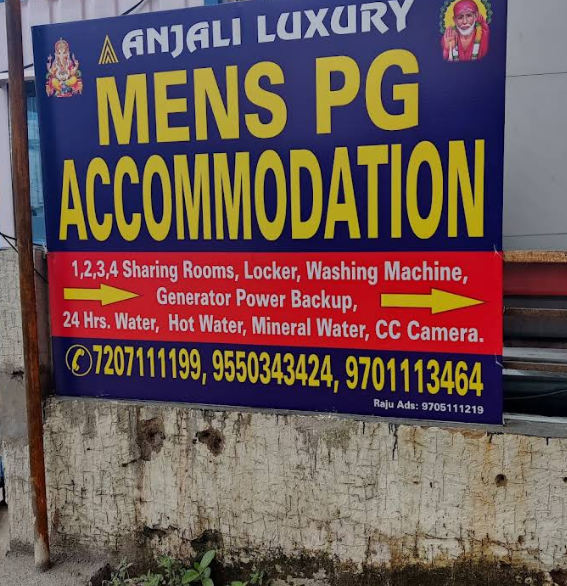 ANJALI LUXURY
MENS PG
ACCOMMODATION
1,2,3,4 Sharing Rooms, Locker, Washing Machine,
Generator Power Backup,
24 Hrs. Water, Hot Water, Mineral Water, CC Camera.
7207111199, 9550343424, 9701113464
Raju Ads: 9705111219